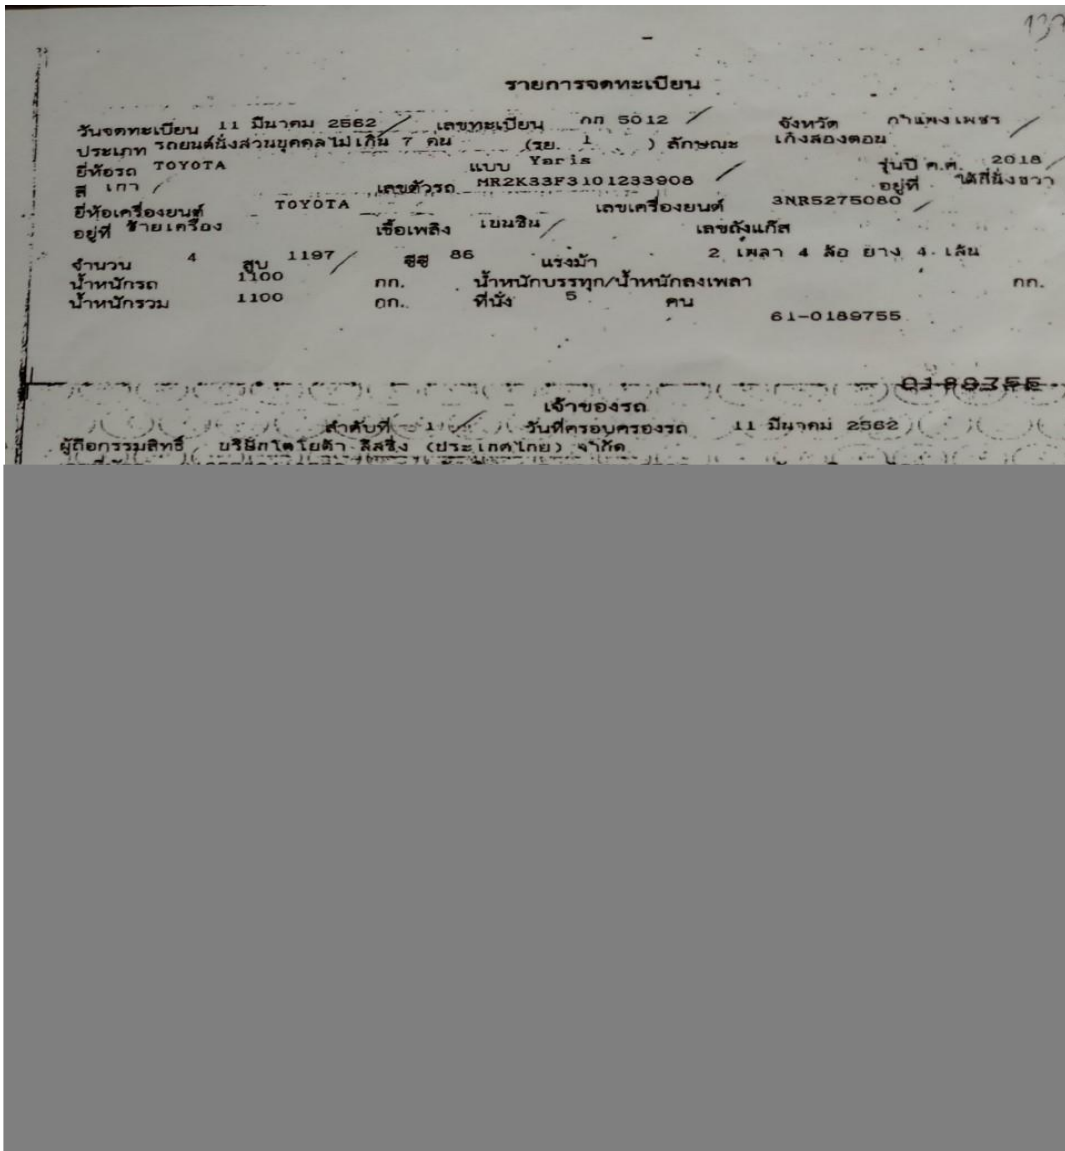 137
รายการจดทะเบียน
วันจดทะเบียน 11 มีนาคม 2562 เลขทะเบียน กก 5012 จังหวัด กำแพงเพชร
ประเภท รถยนต์นั่งส่วนบุคคลไม่เกิน 7 คน (รย. 1 ) ลักษณะ เก๋งสองตอน
ยี่ห้อรถ TOYOTA แบบ Yaris รุ่นปี ค.ศ. 2018
สี เทา เลขตัวรถ MR2K33F3101233908 อยู่ที่ ใต้ที่นั่งขวา
ยี่ห้อเครื่องยนต์ TOYOTA เลขเครื่องยนต์ 3NR5275080
อยู่ที่ ซ้ายเครื่อง เชื้อเพลิง เบนซิน เลขถังแก๊ส
จำนวน 4 สูบ 1197 ซีซี 86 แรงม้า 2 เพลา 4 ล้อ ยาง 4 เส้น
น้ำหนักรถ 1100 กก. น้ำหนักบรรทุก/น้ำหนักลงเพลา กก.
น้ำหนักรวม 1100 กก. ที่นั่ง 5 คน
61-0189755
0189755
เจ้าของรถ
ลำดับที่ 1 วันที่ครอบครองรถ 11 มีนาคม 2562
ผู้ถือกรรมสิทธิ์ บริษัทโตโยต้า ลีสซิ่ง (ประเทศไทย) จำกัด